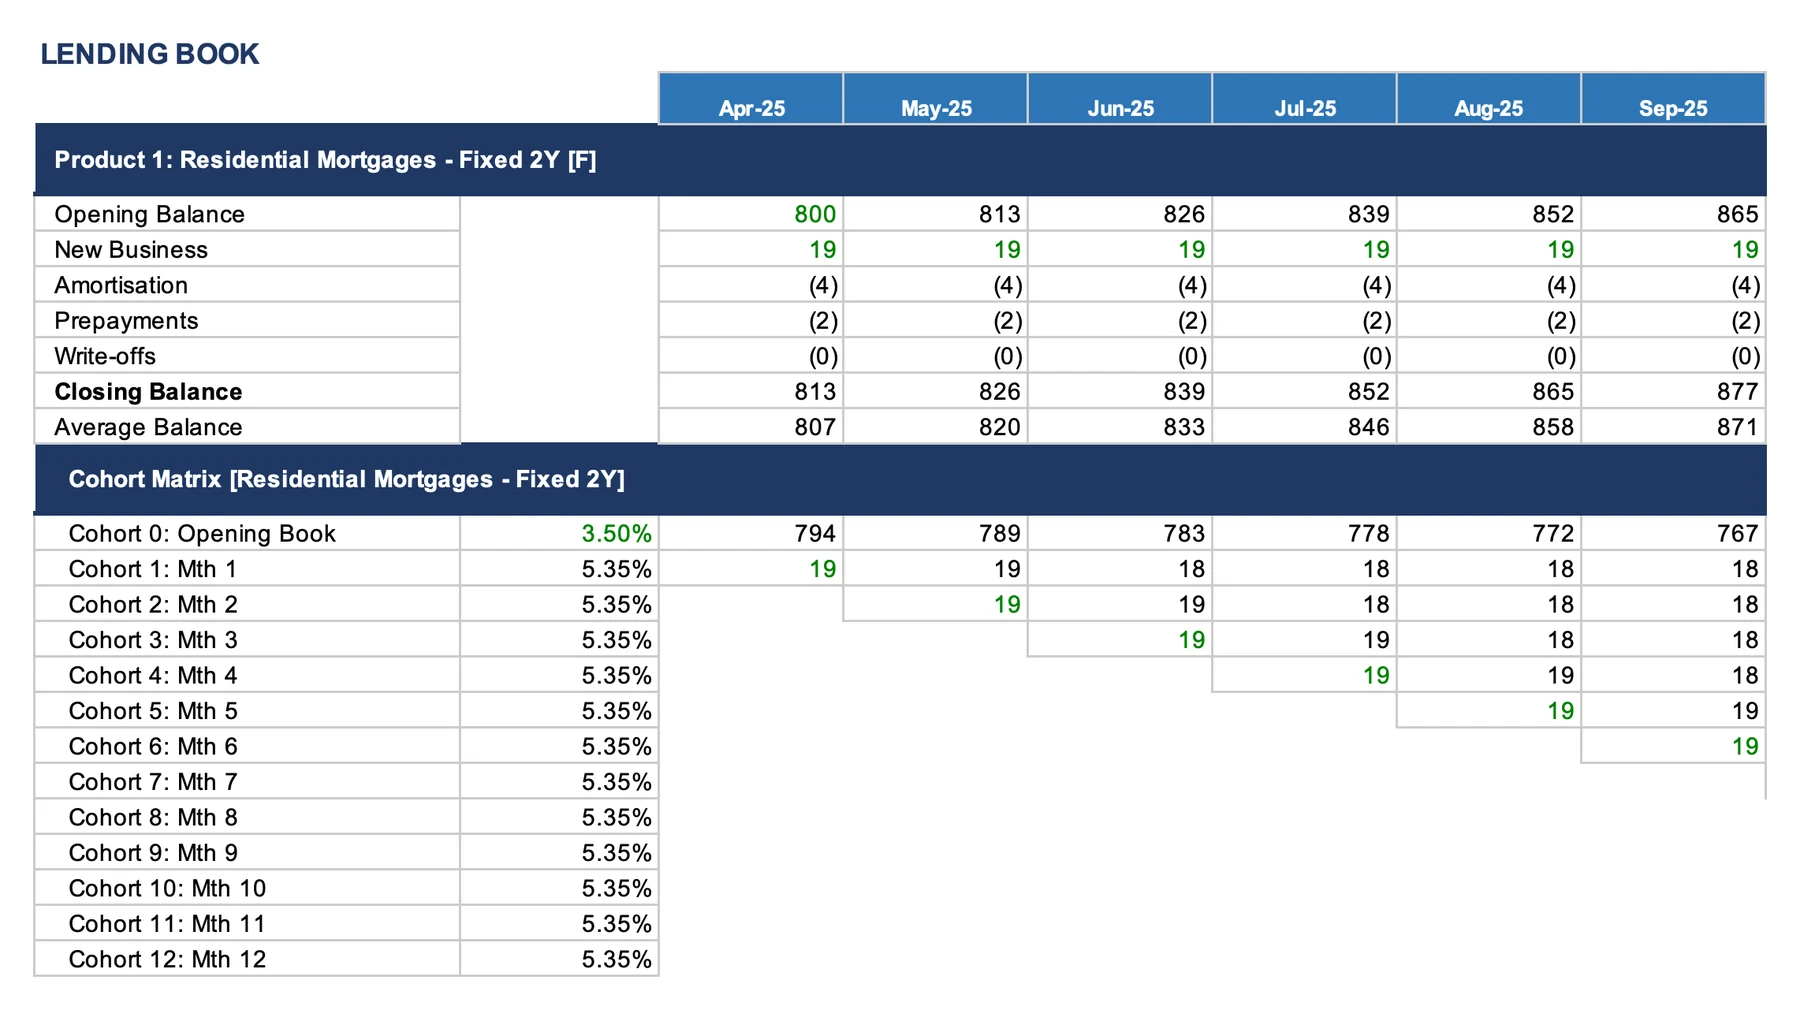 LENDING BOOK
Apr-25 May-25 Jun-25 Jul-25 Aug-25 Sep-25
Product 1: Residential Mortgages - Fixed 2Y [F]
Opening Balance 800 813 826 839 852 865
New Business 19 19 19 19 19 19
Amortisation (4) (4) (4) (4) (4) (4)
Prepayments (2) (2) (2) (2) (2) (2)
Write-offs (0) (0) (0) (0) (0) (0)
Closing Balance 813 826 839 852 865 877
Average Balance 807 820 833 846 858 871
Cohort Matrix [Residential Mortgages - Fixed 2Y]
Cohort 0: Opening Book 3.50% 794 789 783 778 772 767
Cohort 1: Mth 1 5.35% 19 19 18 18 18 18
Cohort 2: Mth 2 5.35% 19 19 18 18 18
Cohort 3: Mth 3 5.35% 19 19 18 18
Cohort 4: Mth 4 5.35% 19 19 18
Cohort 5: Mth 5 5.35% 19 19
Cohort 6: Mth 6 5.35% 19
Cohort 7: Mth 7 5.35%
Cohort 8: Mth 8 5.35%
Cohort 9: Mth 9 5.35%
Cohort 10: Mth 10 5.35%
Cohort 11: Mth 11 5.35%
Cohort 12: Mth 12 5.35%